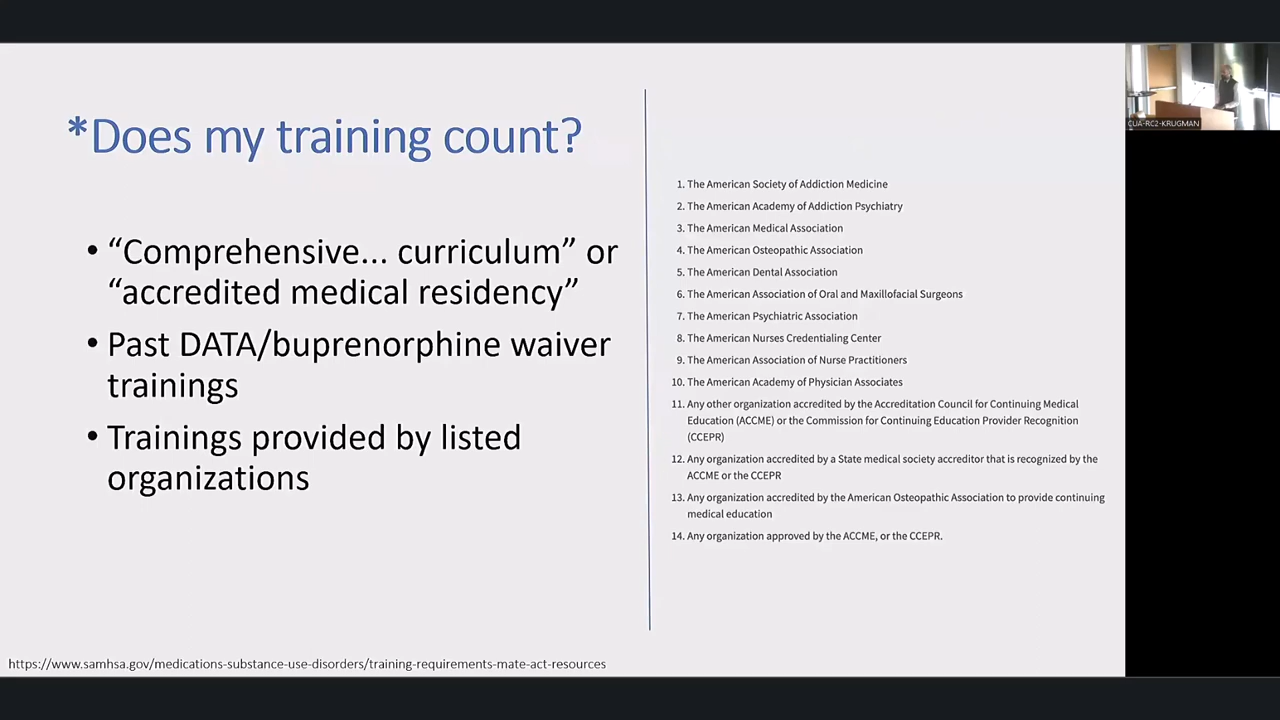 *Does my training count?
• “Comprehensive... curriculum” or
“accredited medical residency”
• Past DATA/buprenorphine waiver
trainings
• Trainings provided by listed
organizations
1. The American Society of Addiction Medicine
2. The American Academy of Addiction Psychiatry
3. The American Medical Association
4. The American Osteopathic Association
5. The American Dental Association
6. The American Association of Oral and Maxillofacial Surgeons
7. The American Psychiatric Association
8. The American Nurses Credentialing Center
9. The American Association of Nurse Practitioners
10. The American Academy of Physician Associates
11. Any other organization accredited by the Accreditation Council for Continuing Medical
Education (ACCME) or the Commission for Continuing Education Provider Recognition
(CCEPR)
12. Any organization accredited by a State medical society accreditor that is recognized by the
ACCME or the CCEPR
13. Any organization accredited by the American Osteopathic Association to provide continuing
medical education
14. Any organization approved by the ACCME, or the CCEPR.
https://www.samhsa.gov/medications-substance-use-disorders/training-requirements-mate-act-resources
CUA-RC2-KRUGMAN